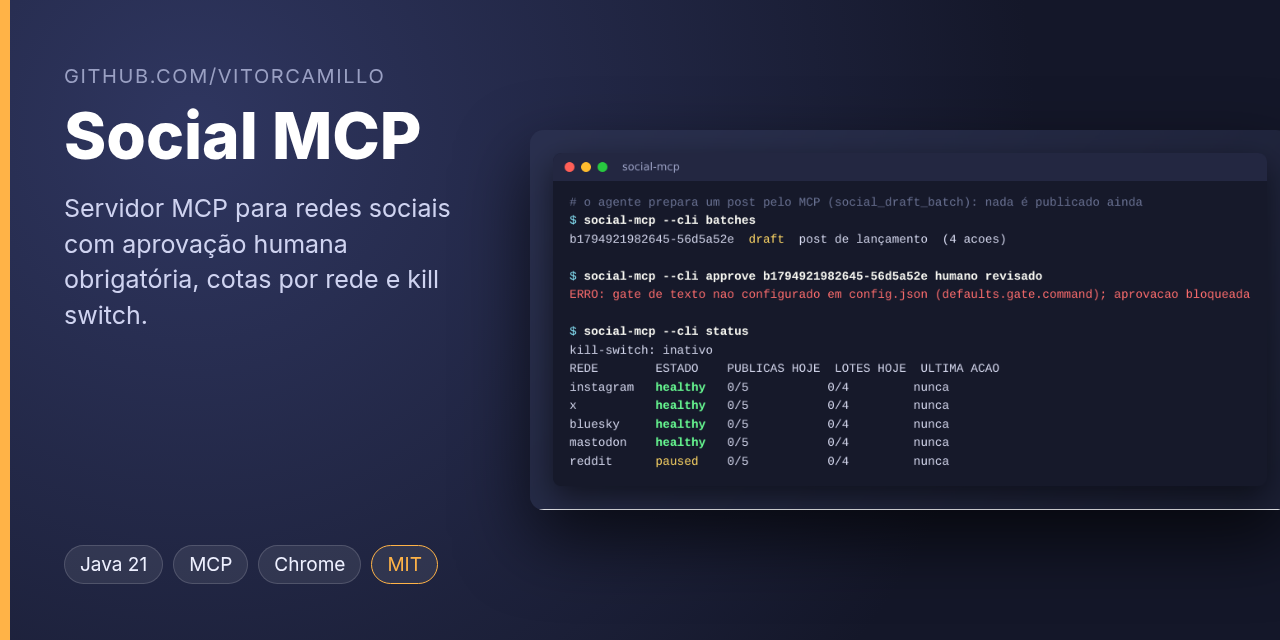 GITHUB.COM/VITORCAMILLO
Social MCP
Servidor MCP para redes sociais
com aprovação humana
obrigatória, cotas por rede e kill
switch.
Java 21
MCP
Chrome
MIT
social-mcp
# o agente prepara um post pelo MCP (social_draft_batch): nada é publicado ainda
$ social-mcp --cli batches
b1794921982645-56d5a52e  draft  post de lançamento  (4 acoes)
$ social-mcp --cli approve b1794921982645-56d5a52e humano revisado
ERRO: gate de texto nao configurado em config.json (defaults.gate.command); aprovacao bloqueada
$ social-mcp --cli status
kill-switch: inativo
REDE        ESTADO    PUBLICAS HOJE  LOTES HOJE  ULTIMA ACAO
instagram   healthy   0/5           0/4         nunca
x           healthy   0/5           0/4         nunca
bluesky     healthy   0/5           0/4         nunca
mastodon    healthy   0/5           0/4         nunca
reddit      paused    0/5           0/4         nunca